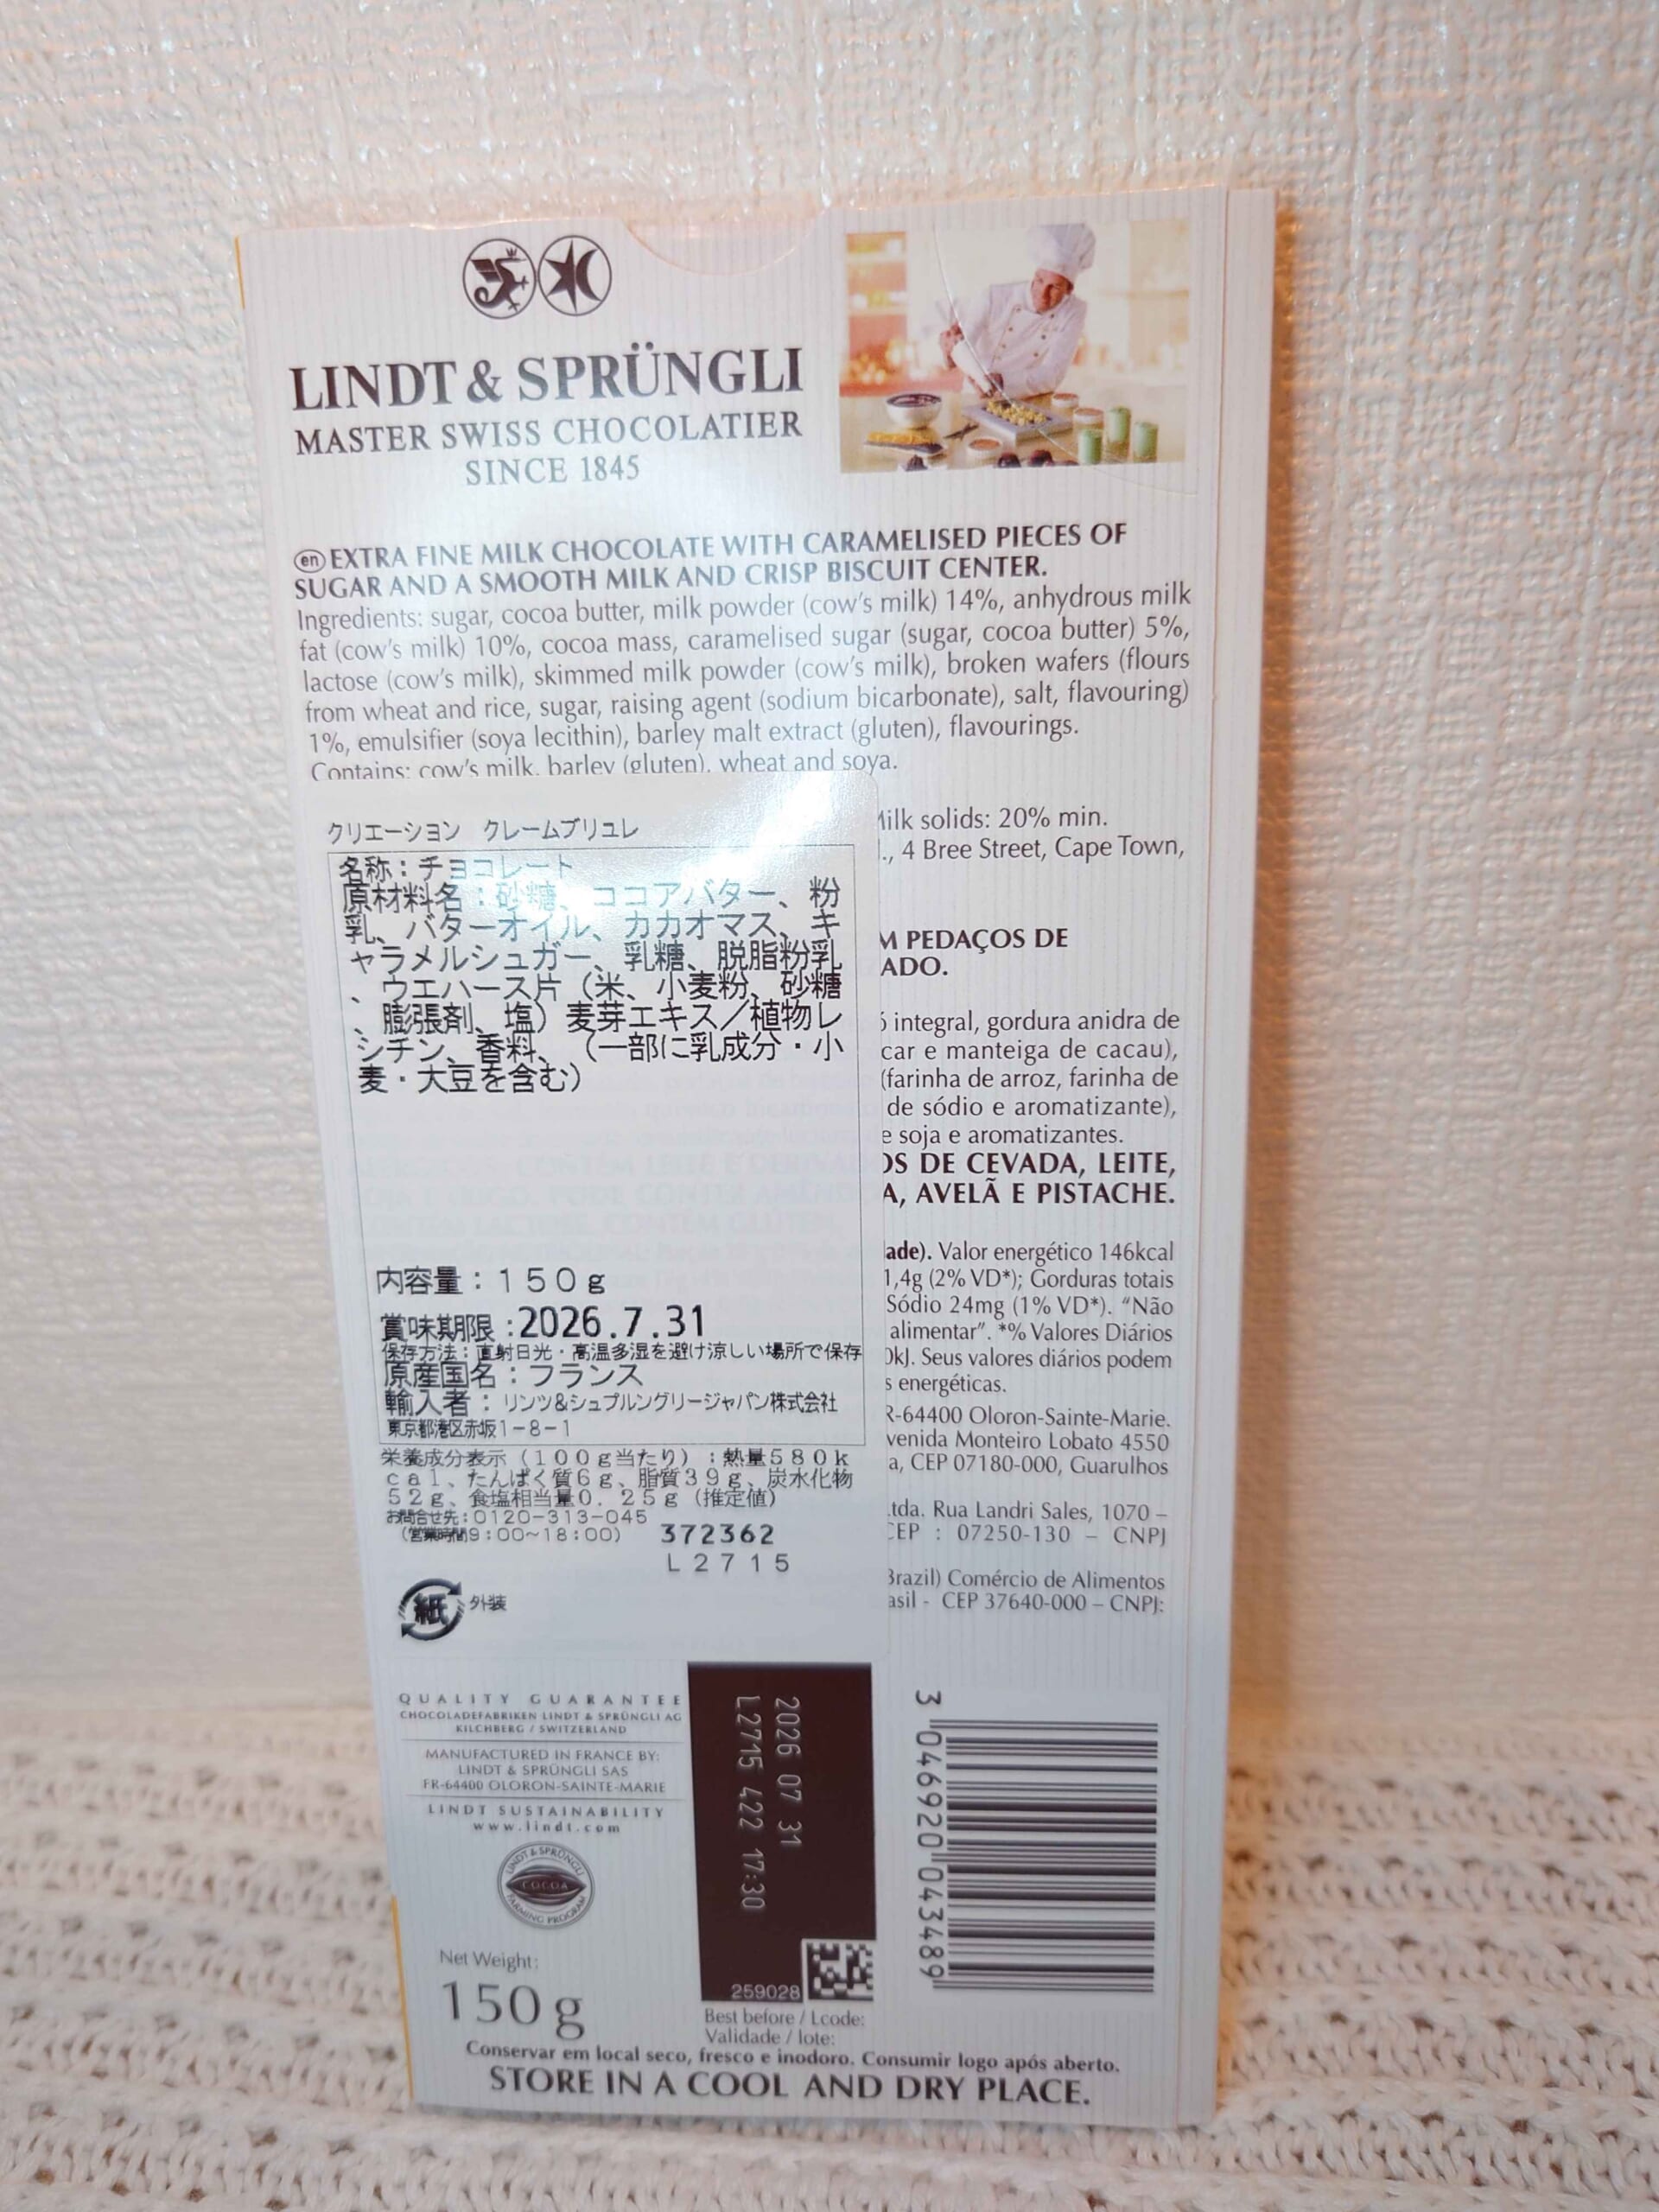 LINDT & SPRÜNGLI
MASTER SWISS CHOCOLATIER
SINCE 1845
en EXTRA FINE MILK CHOCOLATE WITH CARAMELISED PIECES OF
SUGAR AND A SMOOTH MILK AND CRISP BISCUIT CENTER.
Ingredients: sugar, cocoa butter, milk powder (cow's milk) 14%, anhydrous milk
fat (cow's milk) 10%, cocoa mass, caramelised sugar (sugar, cocoa butter) 5%,
lactose (cow's milk), skimmed milk powder (cow's milk), broken wafers (flours
from wheat and rice, sugar, raising agent (sodium bicarbonate), salt, flavouring)
1%, emulsifier (soya lecithin), barley malt extract (gluten), flavourings.
Contains: cow's milk, barley (gluten), wheat and soya.
クリエーション クレームブリュレ
名称：チョコレート
原材料名：砂糖、ココアバター、粉
乳、バターオイル、カカオマス、キ
ャラメルシュガー、乳糖、脱脂粉乳
、ウエハース片（米、小麦粉、砂糖
、膨張剤、塩）麦芽エキス／植物レ
シチン、香料、（一部に乳成分・小
麦・大豆を含む）
内容量：150g
賞味期限：2026.7.31
保存方法：直射日光・高温多湿を避け涼しい場所で保存
原産国名：フランス
輸入者：リンツ&シュプルングリージャパン株式会社
東京都港区赤坂1-8-1
栄養成分表示（100g当たり）：熱量580k
cal、たんぱく質6g、脂質39g、炭水化物
52g、食塩相当量0.25g（推定値）
お問合せ先：0120-313-045
（営業時間9：00~18：00） 372362
L2715
紙 外装
Milk solids: 20% min.
., 4 Bree Street, Cape Town,
M PEDAÇOS DE
ADO.
integral, gordura anidra de
car e manteiga de cacau),
(farinha de arroz, farinha de
de sódio e aromatizante),
e soja e aromatizantes.
OS DE CEVADA, LEITE,
A, AVELÃ E PISTACHE.
ade). Valor energético 146kcal
1,4g (2% VD*); Gorduras totais
Sódio 24mg (1% VD*). "Não
alimentar". *% Valores Diários
0kJ. Seus valores diários podem
s energéticas.
R-64400 Oloron-Sainte-Marie.
venida Monteiro Lobato 4550
a, CEP 07180-000, Guarulhos
Ltda. Rua Landri Sales, 1070 –
CEP : 07250-130 – CNPJ
Brazil) Comércio de Alimentos
asil - CEP 37640-000 – CNPJ:
QUALITY GUARANTEE
CHOCOLADEFABRIKEN LINDT & SPRÜNGLI AG
KILCHBERG / SWITZERLAND
MANUFACTURED IN FRANCE BY:
LINDT & SPRÜNGLI SAS
FR-64400 OLORON-SAINTE-MARIE
LINDT SUSTAINABILITY
www.lindt.com
LINDT & SPRÜNGLI
COCOA
FARMING PROGRAM
Net Weight:
150 g
2026 07 31
L2715 422 17:30
259028
Best before / Lcode:
Validade / lote:
3 046920 043489
Conservar em local seco, fresco e inodoro. Consumir logo após aberto.
STORE IN A COOL AND DRY PLACE.